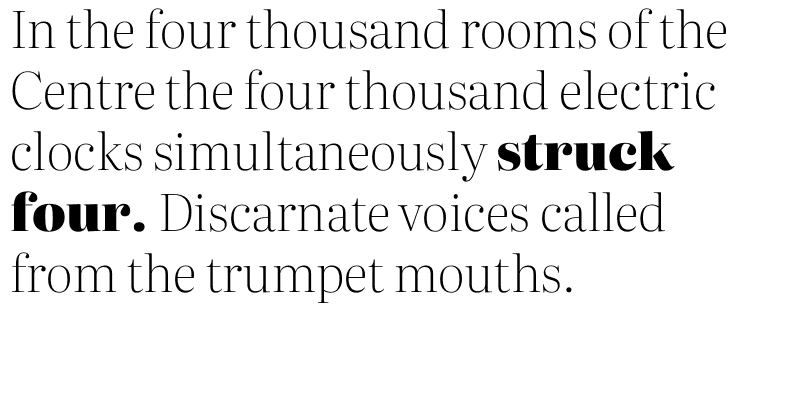 In the four thousand rooms of the
Centre the four thousand electric
clocks simultaneously struck
four. Discarnate voices called
from the trumpet mouths.